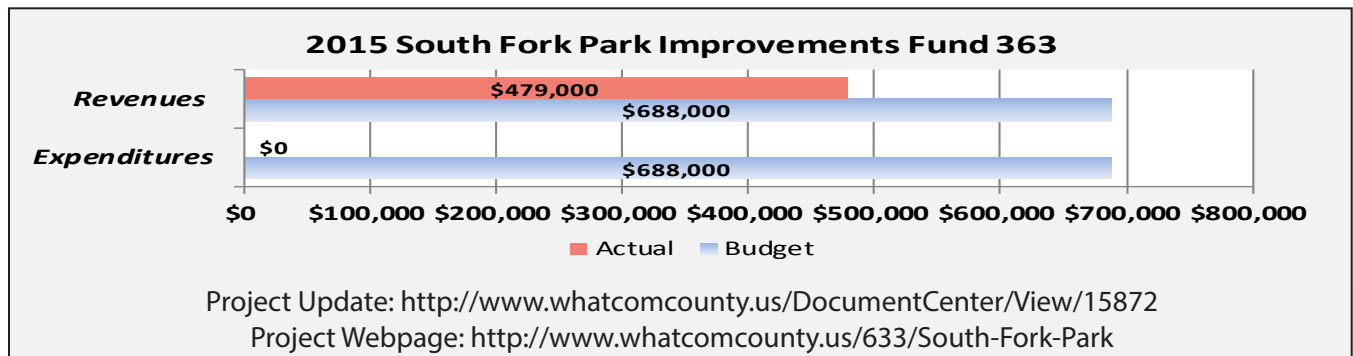 2015 South Fork Park Improvements Fund 363
Revenues
$479,000
$688,000
Expenditures
$0
$688,000
$0 $100,000 $200,000 $300,000 $400,000 $500,000 $600,000 $700,000 $800,000
Actual Budget
Project Update: http://www.whatcomcounty.us/DocumentCenter/View/15872
Project Webpage: http://www.whatcomcounty.us/633/South-Fork-Park